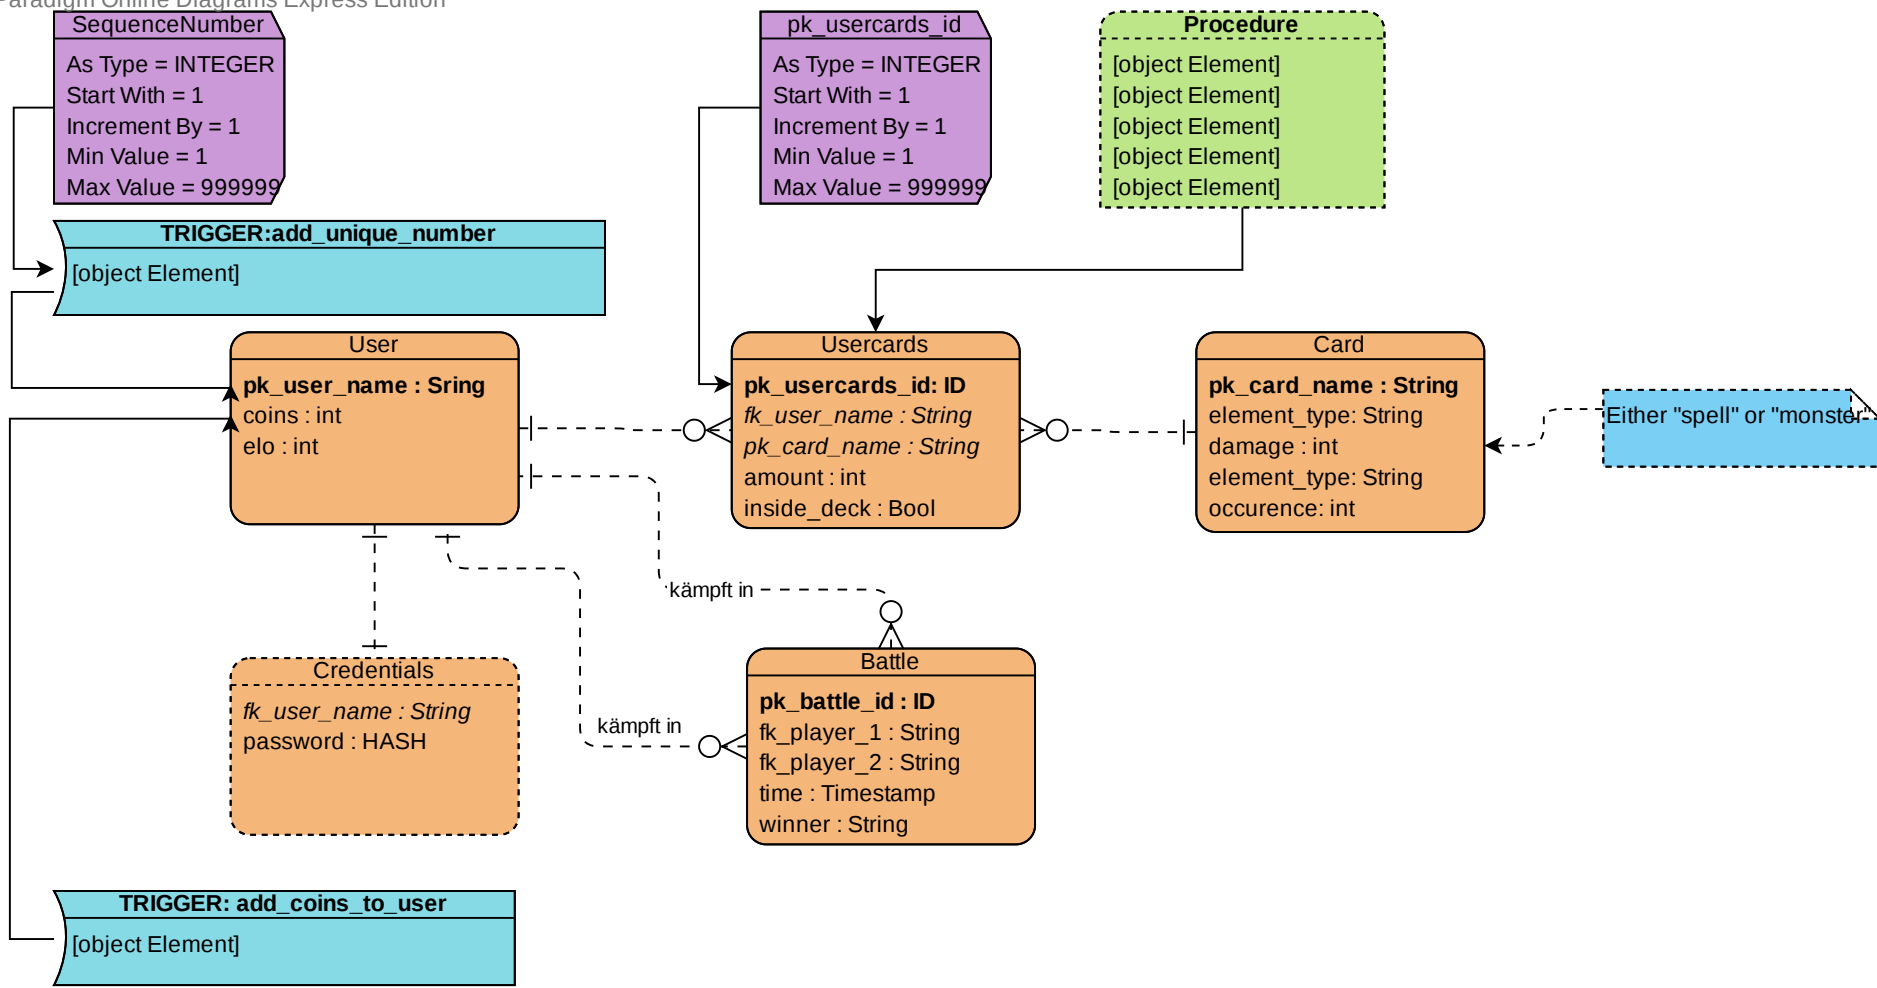 Paradigm Online Diagrams Express Edition
SequenceNumber
As Type = INTEGER
Start With = 1
Increment By = 1
Min Value = 1
Max Value = 999999
pk_usercards_id
As Type = INTEGER
Start With = 1
Increment By = 1
Min Value = 1
Max Value = 999999
Procedure
[object Element]
[object Element]
[object Element]
[object Element]
[object Element]
TRIGGER:add_unique_number
[object Element]
User
pk_user_name : Sring
coins : int
elo : int
Usercards
pk_usercards_id: ID
fk_user_name : String
pk_card_name : String
amount : int
inside_deck : Bool
Card
pk_card_name : String
element_type: String
damage : int
element_type: String
occurence: int
Either "spell" or "monster"
kämpft in
kämpft in
Credentials
fk_user_name : String
password : HASH
Battle
pk_battle_id : ID
fk_player_1 : String
fk_player_2 : String
time : Timestamp
winner : String
TRIGGER: add_coins_to_user
[object Element]